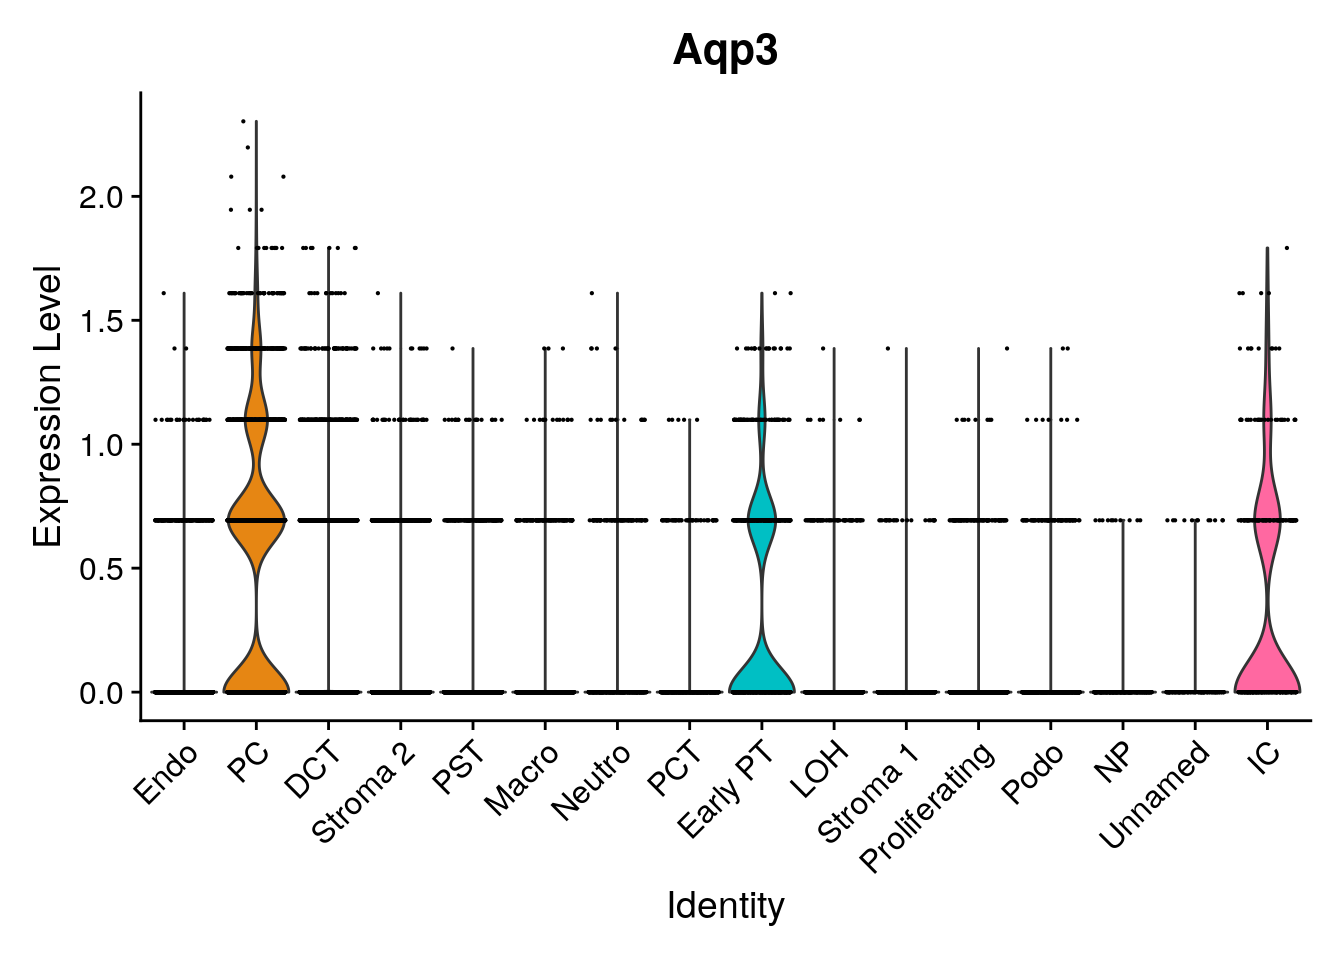 Aqp3
Expression Level
2.0
1.5
1.0
0.5
0.0
Endo
PC
DCT
Stroma 2
PST
Macro
Neutro
PCT
Early PT
LOH
Stroma 1
Proliferating
Podo
NP
Unnamed
IC
Identity